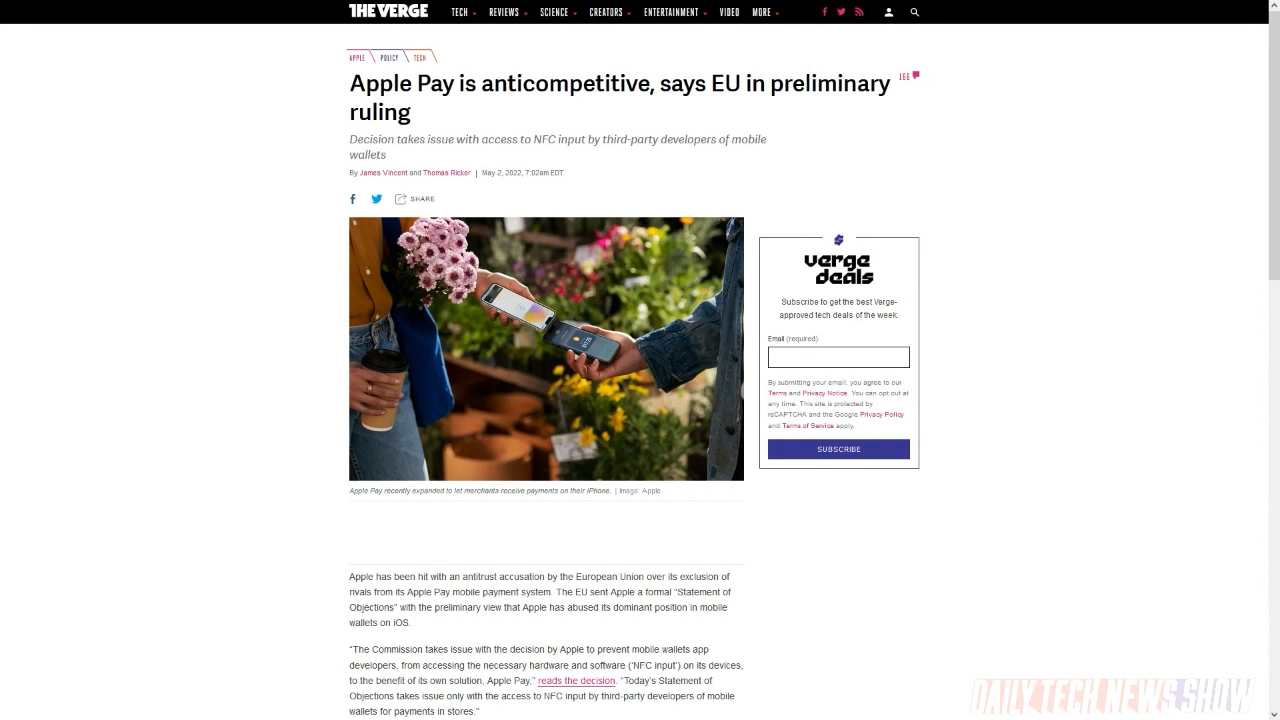 THE VERGE
TECH REVIEWS SCIENCE CREATORS ENTERTAINMENT VIDEO MORE
APPLE POLICY TECH
Apple Pay is anticompetitive, says EU in preliminary
ruling
166
Decision takes issue with access to NFC input by third-party developers of mobile
wallets
By James Vincent and Thomas Ricker | May 2, 2022, 7:02am EDT
SHARE
Apple Pay recently expanded to let merchants receive payments on their iPhone. | Image: Apple
verge
deals
Subscribe to get the best Verge-
approved tech deals of the week.
Email (required)
By submitting your email, you agree to our
Terms and Privacy Notice. You can opt out at
any time. This site is protected by
reCAPTCHA and the Google Privacy Policy
and Terms of Service apply.
SUBSCRIBE
Apple has been hit with an antitrust accusation by the European Union over its exclusion of
rivals from its Apple Pay mobile payment system. The EU sent Apple a formal “Statement of
Objections” with the preliminary view that Apple has abused its dominant position in mobile
wallets on iOS.
“The Commission takes issue with the decision by Apple to prevent mobile wallets app
developers, from accessing the necessary hardware and software (‘NFC input’) on its devices,
to the benefit of its own solution, Apple Pay,” reads the decision. “Today’s Statement of
Objections takes issue only with the access to NFC input by third-party developers of mobile
wallets for payments in stores.”
DAILY TECH NEWS SHOW